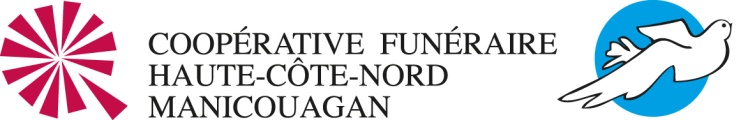 COOPÉRATIVE FUNÉRAIRE
HAUTE-CÔTE-NORD
MANICOUAGAN